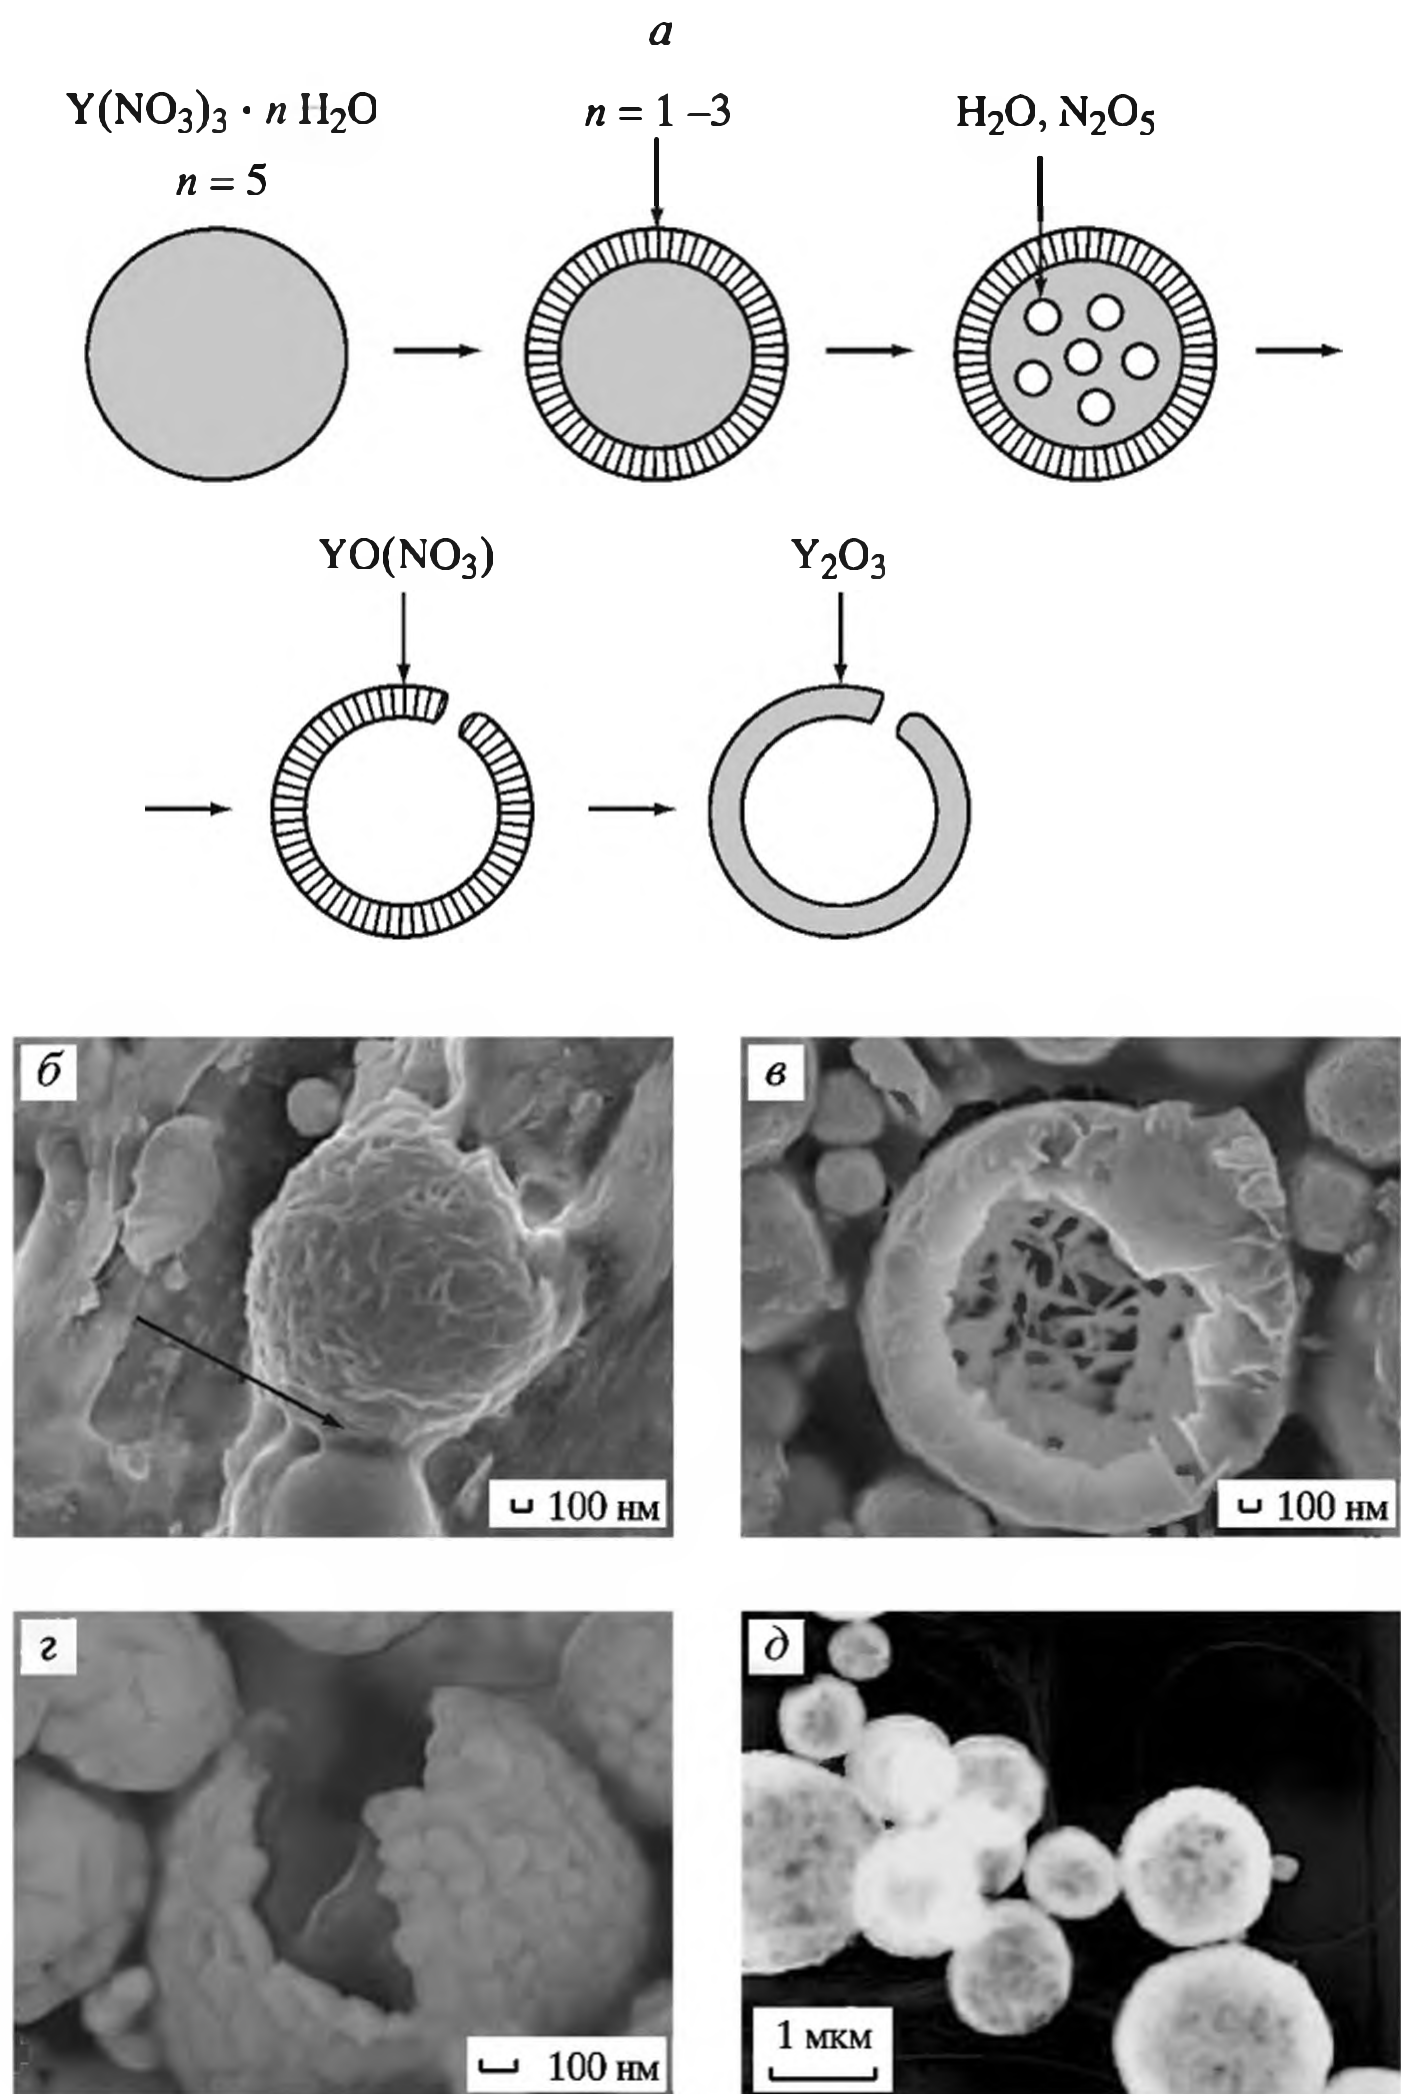 а
Y(NO₃)₃ · n H₂O
n = 5
n = 1 –3
H₂O, N₂O₅
YO(NO₃)
Y₂O₃
б
100 нм
в
100 нм
г
100 нм
д
1 мкм